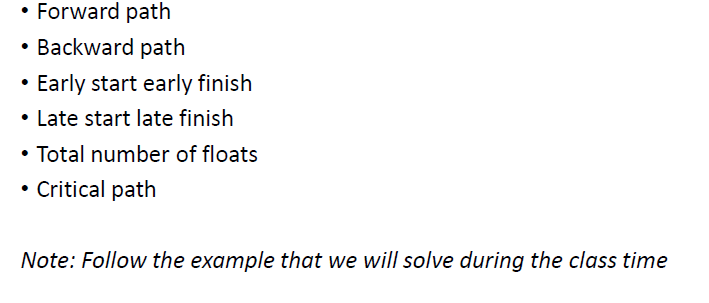 • Forward path
• Backward path
• Early start early finish
• Late start late finish
• Total number of floats
• Critical path
Note: Follow the example that we will solve during the class time